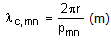 λc,mn = 2πr / pmn (m)